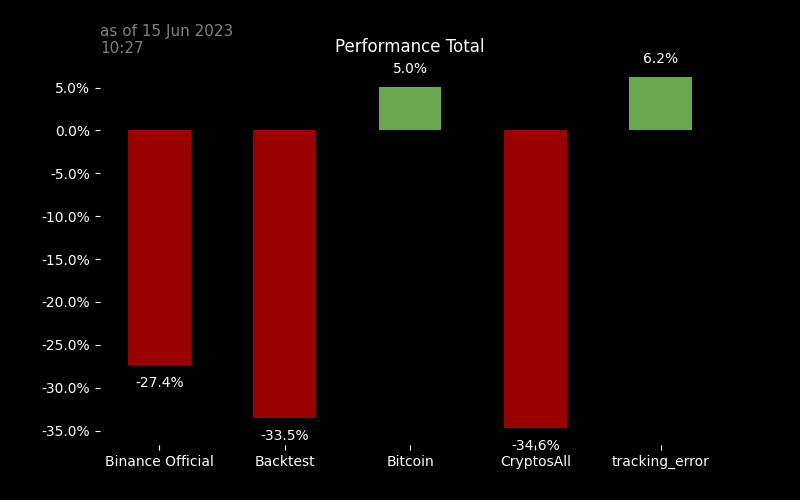 as of 15 Jun 2023
10:27
Performance Total
5.0%
6.2%
5.0%
0.0%
-5.0%
-10.0%
-15.0%
-20.0%
-25.0%
-30.0%
-35.0%
-27.4%
-33.5%
-34.6%
Binance Official
Backtest
Bitcoin
CryptosAll
tracking_error